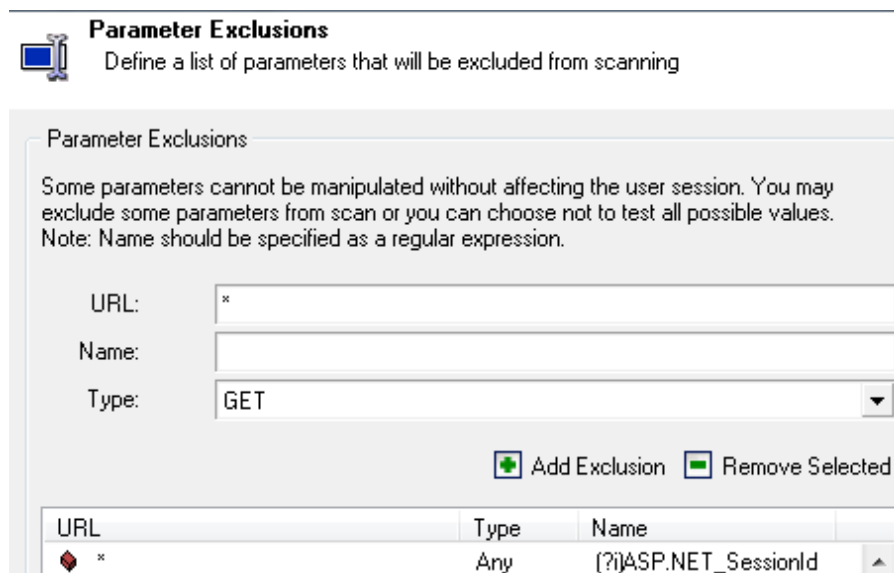 Parameter Exclusions
Define a list of parameters that will be excluded from scanning
Parameter Exclusions
Some parameters cannot be manipulated without affecting the user session. You may
exclude some parameters from scan or you can choose not to test all possible values.
Note: Name should be specified as a regular expression.
URL: *
Name:
Type: GET
Add Exclusion Remove Selected
URL Type Name
* Any (?i)ASP.NET_SessionId